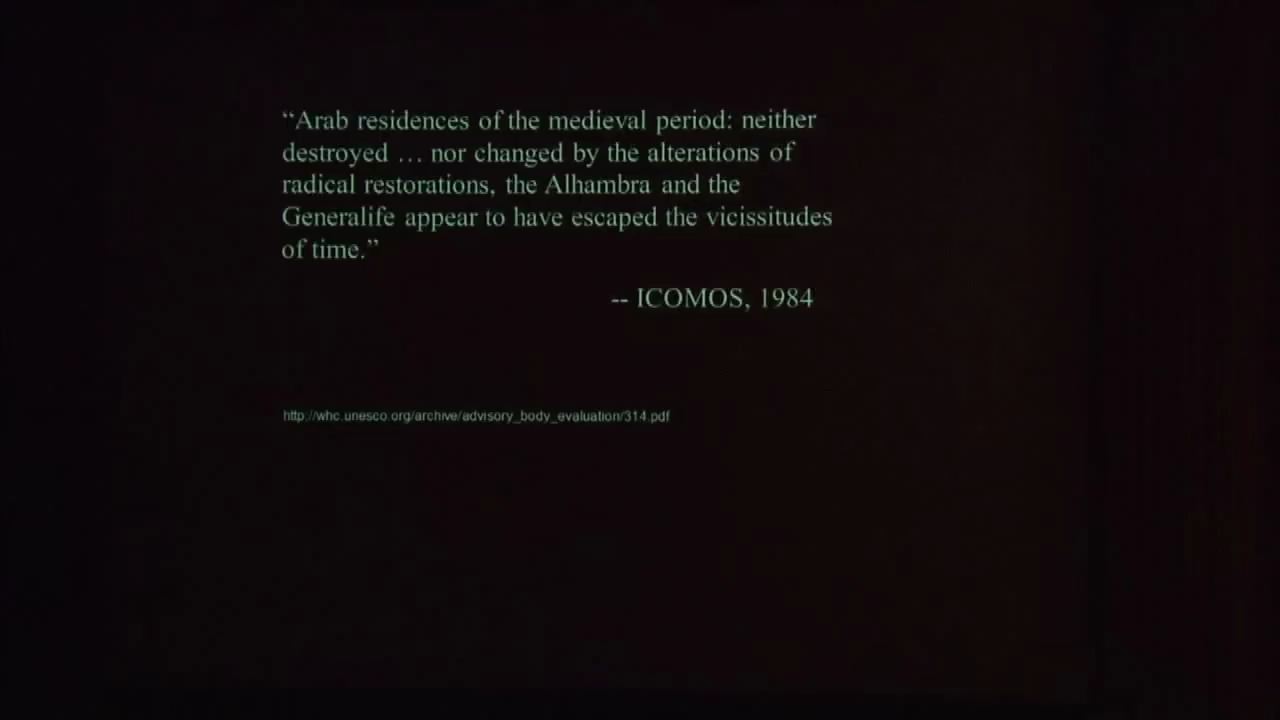 “Arab residences of the medieval period: neither
destroyed … nor changed by the alterations of
radical restorations, the Alhambra and the
Generalife appear to have escaped the vicissitudes
of time.”
-- ICOMOS, 1984
http://whc.unesco.org/archive/advisory_body_evaluation/314.pdf